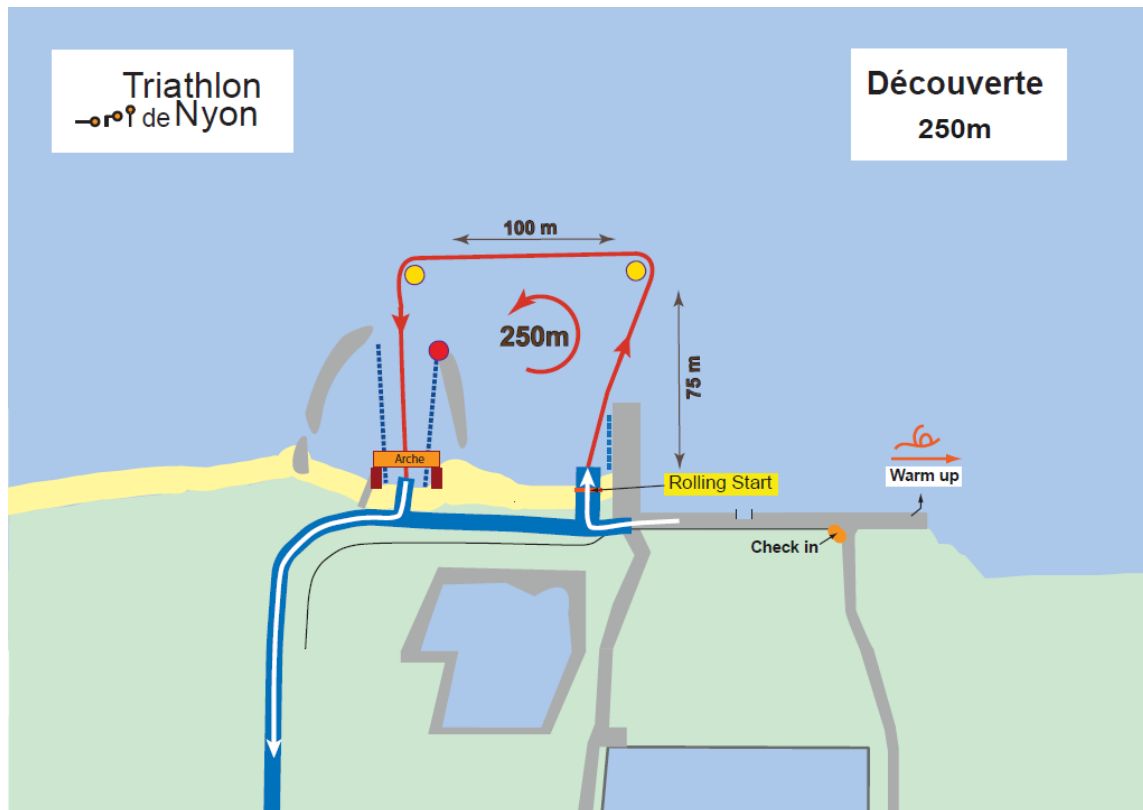 Triathlon
de Nyon
Découverte
250m
100 m
250m
75 m
Arche
Rolling Start
Warm up
Check in